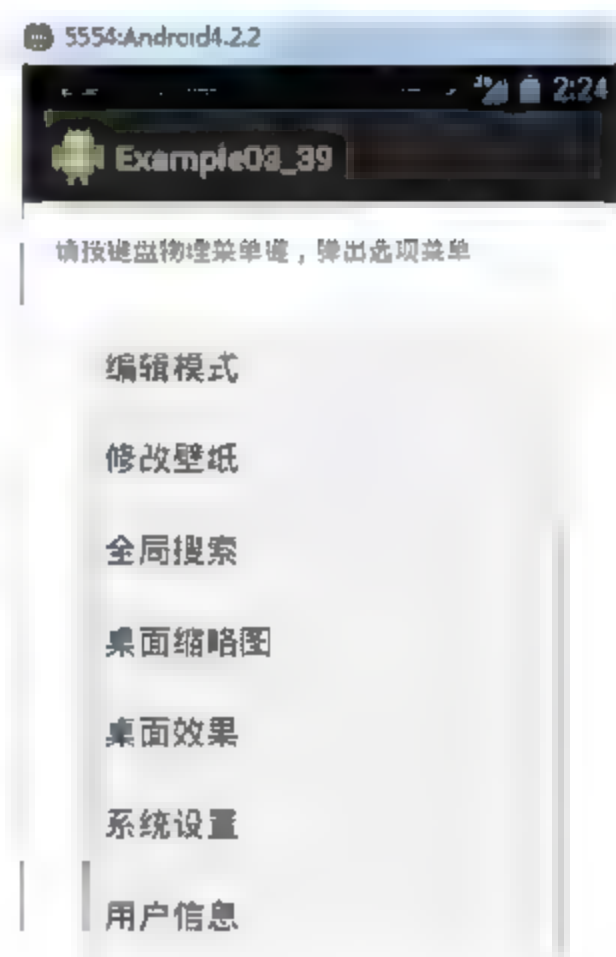 5554:Android4.2.2
2:24
Example03_39
请按键盘物理菜单键，弹出选项菜单
编辑模式
修改壁纸
全局搜索
桌面缩略图
桌面效果
系统设置
用户信息